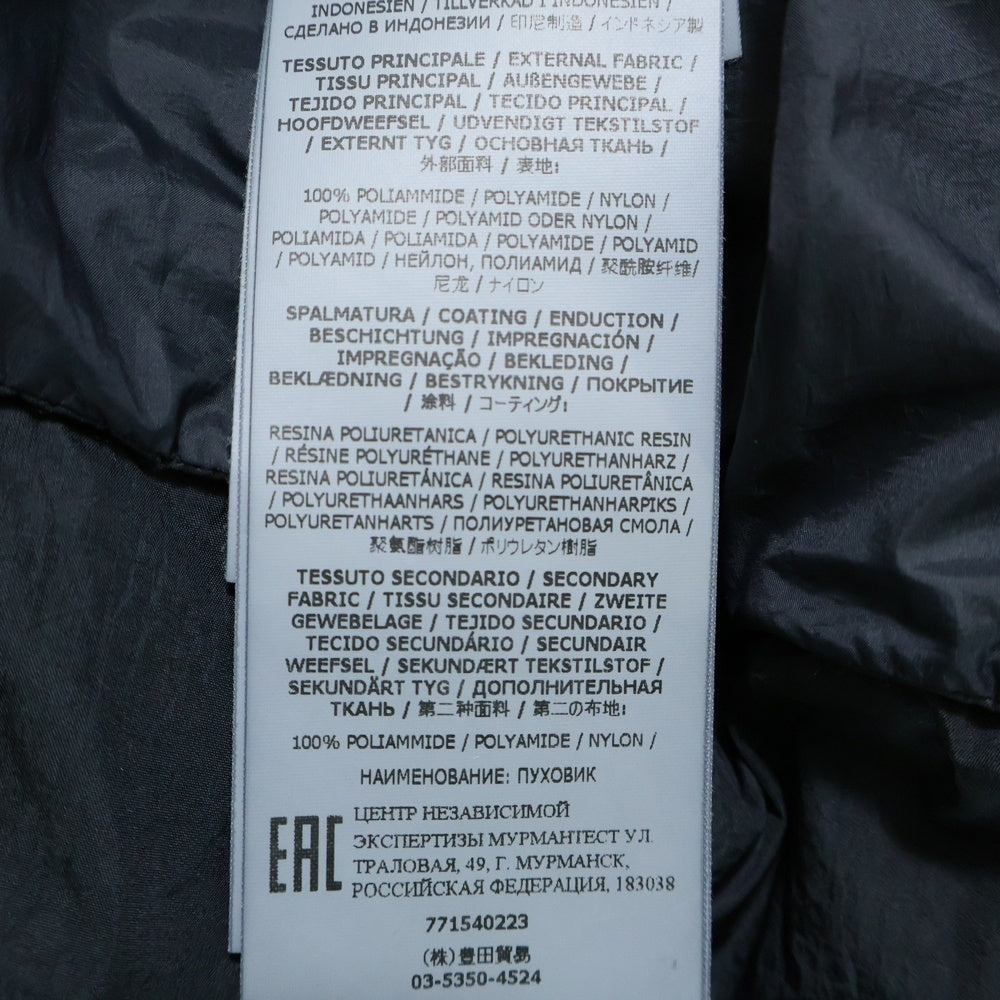 INDONESIEN / TILLVERKAD I INDONESIEN /
СДЕЛАНО В ИНДОНЕЗИИ / 印尼制造 / インドネシア製
TESSUTO PRINCIPALE / EXTERNAL FABRIC /
TISSU PRINCIPAL / AUßENGEWEBE /
TEJIDO PRINCIPAL / TECIDO PRINCIPAL /
HOOFDWEEFSEL / UDVENDIGT TEKSTILSTOF
/ EXTERNT TYG / ОСНОВНАЯ ТКАНЬ /
外部面料 / 表地:
100% POLIAMMIDE / POLYAMIDE / NYLON /
POLYAMIDE / POLYAMID ODER NYLON /
POLIAMIDA / POLIAMIDA / POLYAMIDE / POLYAMID
/ POLYAMID / НЕЙЛОН, ПОЛИАМИД / 聚酰胺纤维/
尼龙 / ナイロン
SPALMATURA / COATING / ENDUCTION /
BESCHICHTUNG / IMPREGNACIÓN /
IMPREGNAÇÃO / BEKLEDING /
BEKLÆDNING / BESTRYKNING / ПОКРЫТИЕ
/ 涂料 / コーティング:
RESINA POLIURETANICA / POLYURETHANIC RESIN
/ RÉSINE POLYURÉTHANE / POLYURETHANHARZ /
RESINA POLIURETÁNICA / RESINA POLIURETÂNICA
/ POLYURETHAANHARS / POLYURETHANHARPIKS /
POLYURETANHARTS / ПОЛИУРЕТАНОВАЯ СМОЛА /
聚氨酯树脂 / ポリウレタン樹脂
TESSUTO SECONDARIO / SECONDARY
FABRIC / TISSU SECONDAIRE / ZWEITE
GEWEBELAGE / TEJIDO SECUNDARIO /
TECIDO SECUNDÁRIO / SECUNDAIR
WEEFSEL / SEKUNDÆRT TEKSTILSTOF /
SEKUNDÄRT TYG / ДОПОЛНИТЕЛЬНАЯ
ТКАНЬ / 第二种面料 / 第二の布地:
100% POLIAMMIDE / POLYAMIDE / NYLON /
НАИМЕНОВАНИЕ: ПУХОВИК
EAC
ЦЕНТР НЕЗАВИСИМОЙ
ЭКСПЕРТИЗЫ МУРМАНТЕСТ УЛ.
ТРАЛОВАЯ, 49, Г. МУРМАНСК,
РОССИЙСКАЯ ФЕДЕРАЦИЯ, 183038
771540223
(株)豊田貿易
03-5350-4524